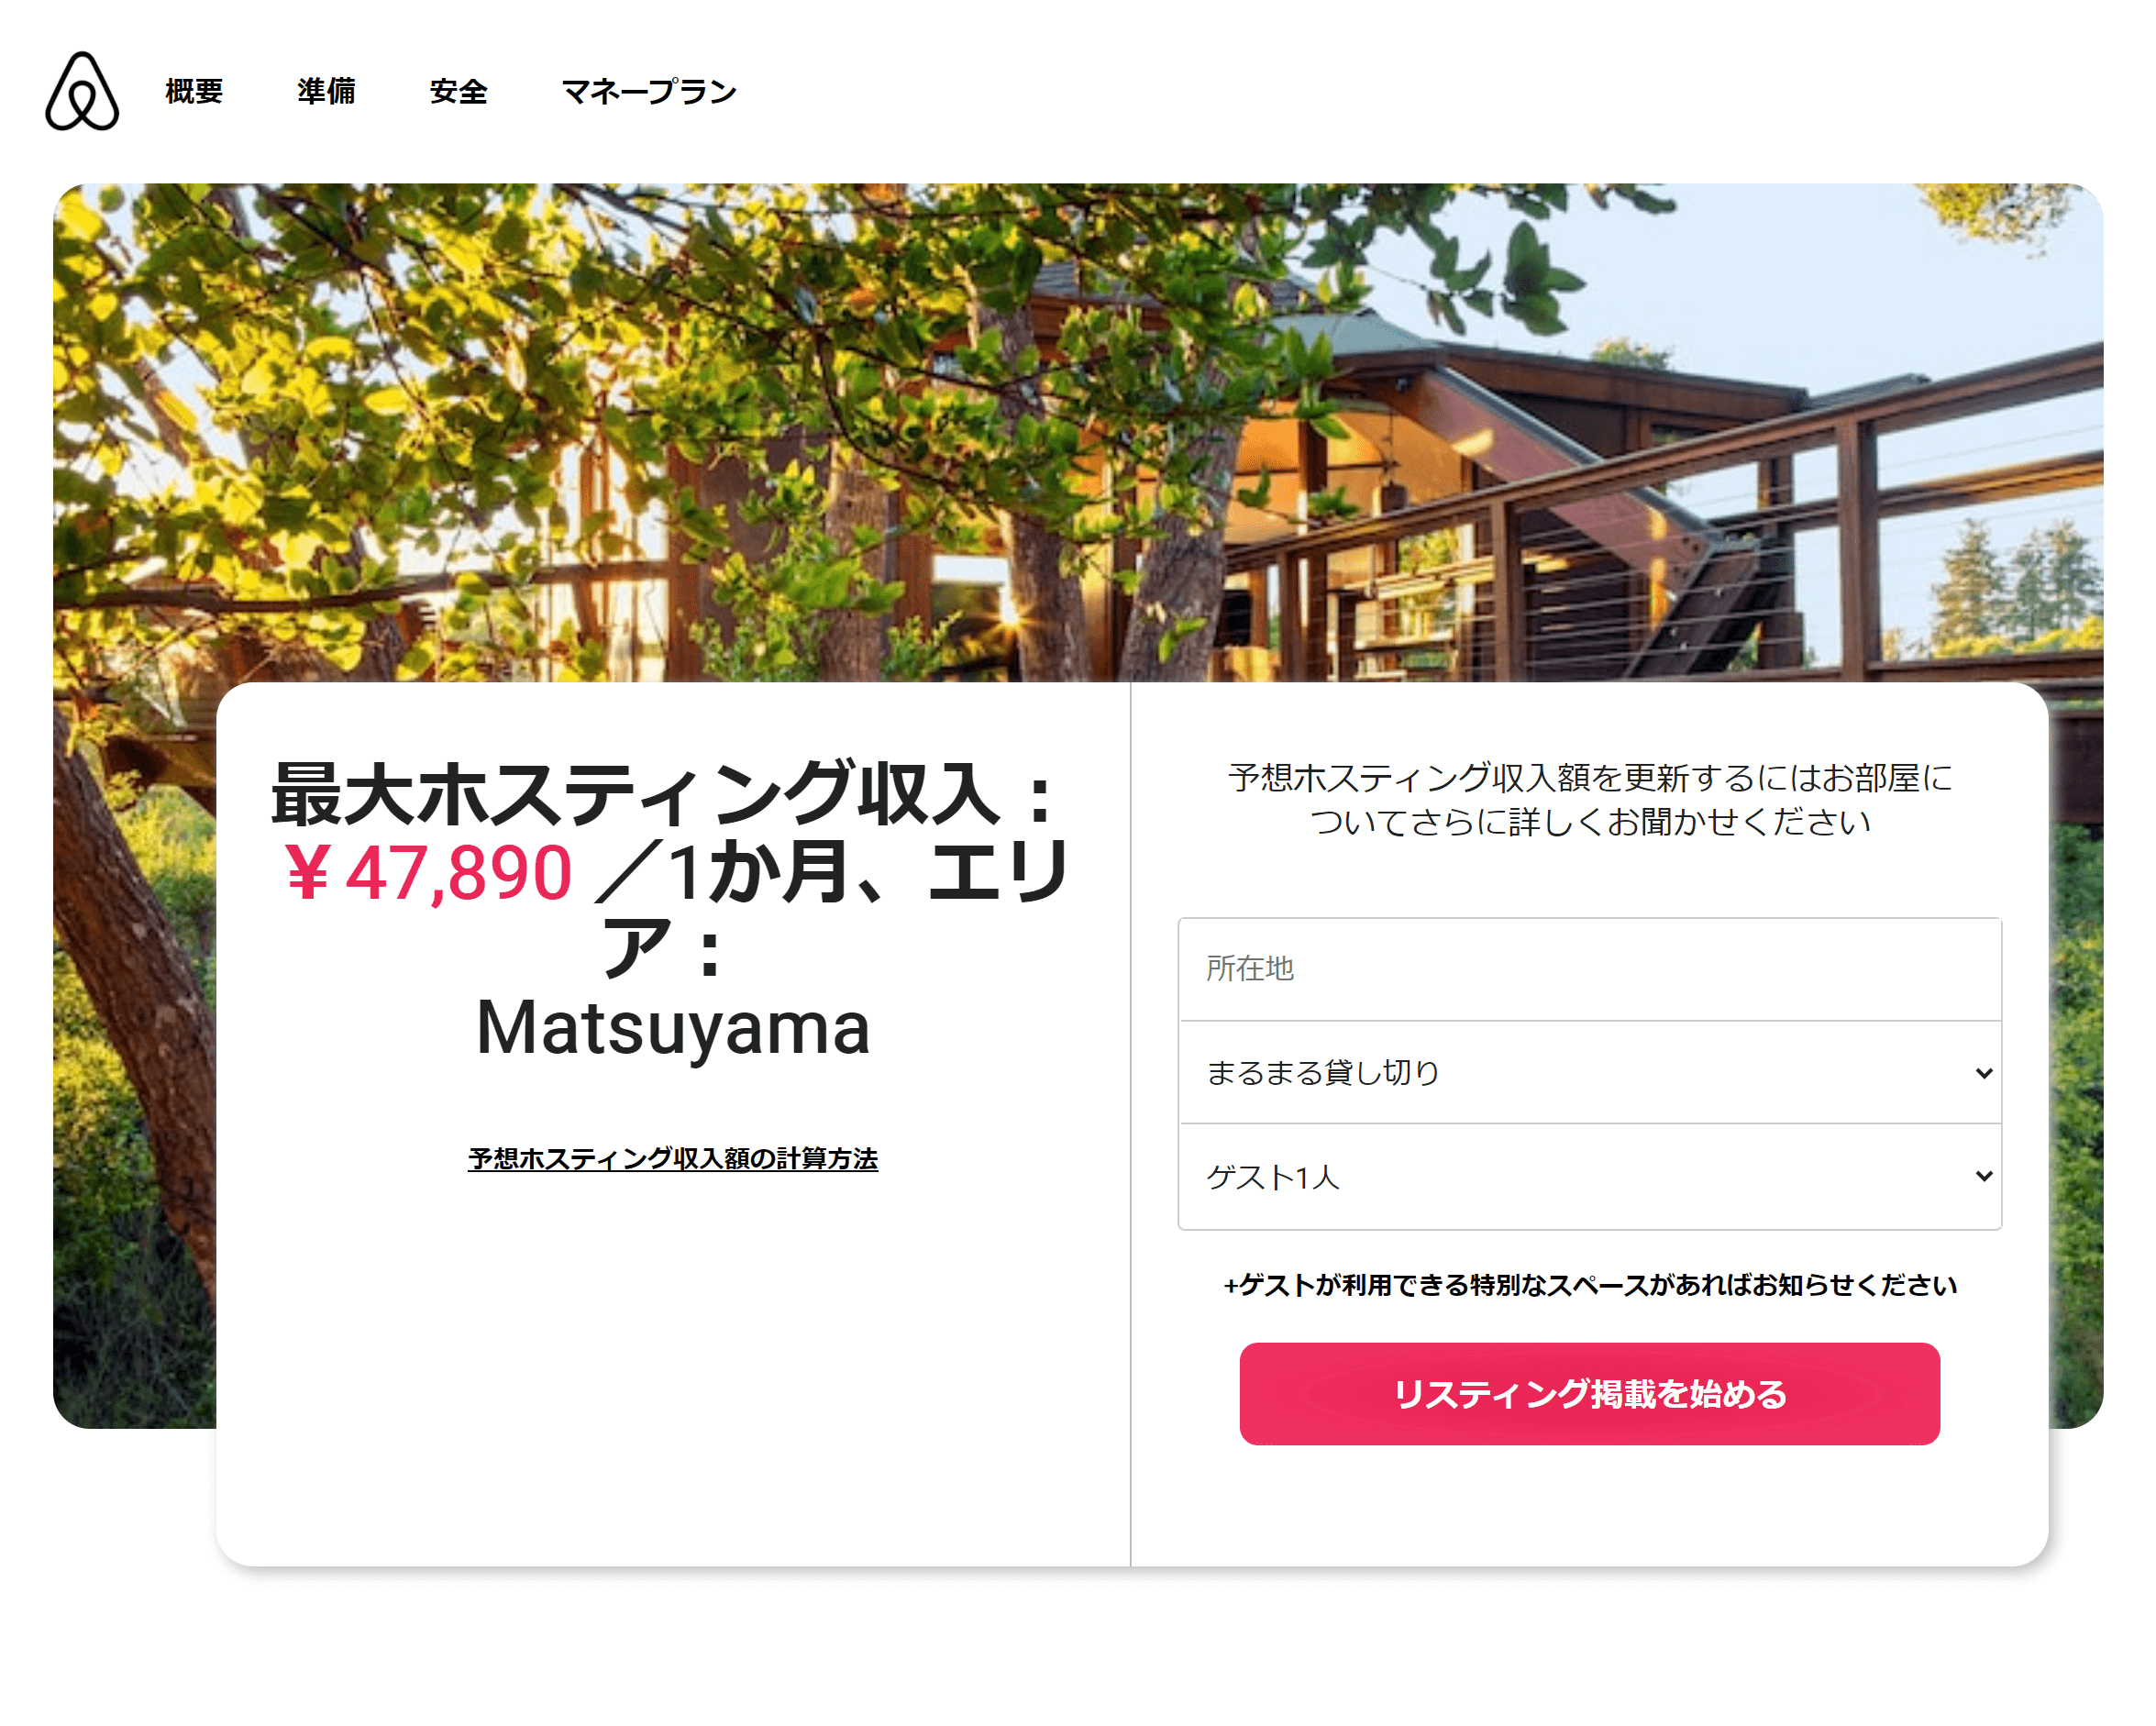 概要 準備 安全 マネープラン
最大ホスティング収入：
￥47,890 ／1か月、エリ
ア：
Matsuyama
予想ホスティング収入額の計算方法
予想ホスティング収入額を更新するにはお部屋に
ついてさらに詳しくお聞かせください
所在地
まるまる貸し切り
ゲスト1人
+ゲストが利用できる特別なスペースがあればお知らせください
リスティング掲載を始める